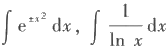 ∫ e^{±x²} dx, ∫ 1/ln x dx